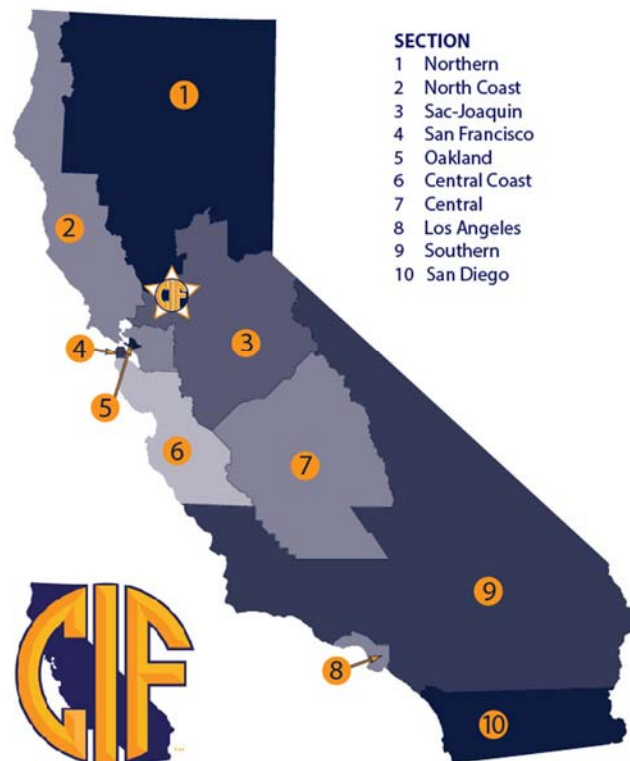 SECTION
1 Northern
2 North Coast
3 Sac-Joaquin
4 San Francisco
5 Oakland
6 Central Coast
7 Central
8 Los Angeles
9 Southern
10 San Diego
1
2
CIF
3
4
5
6
7
9
8
10
CIF
™